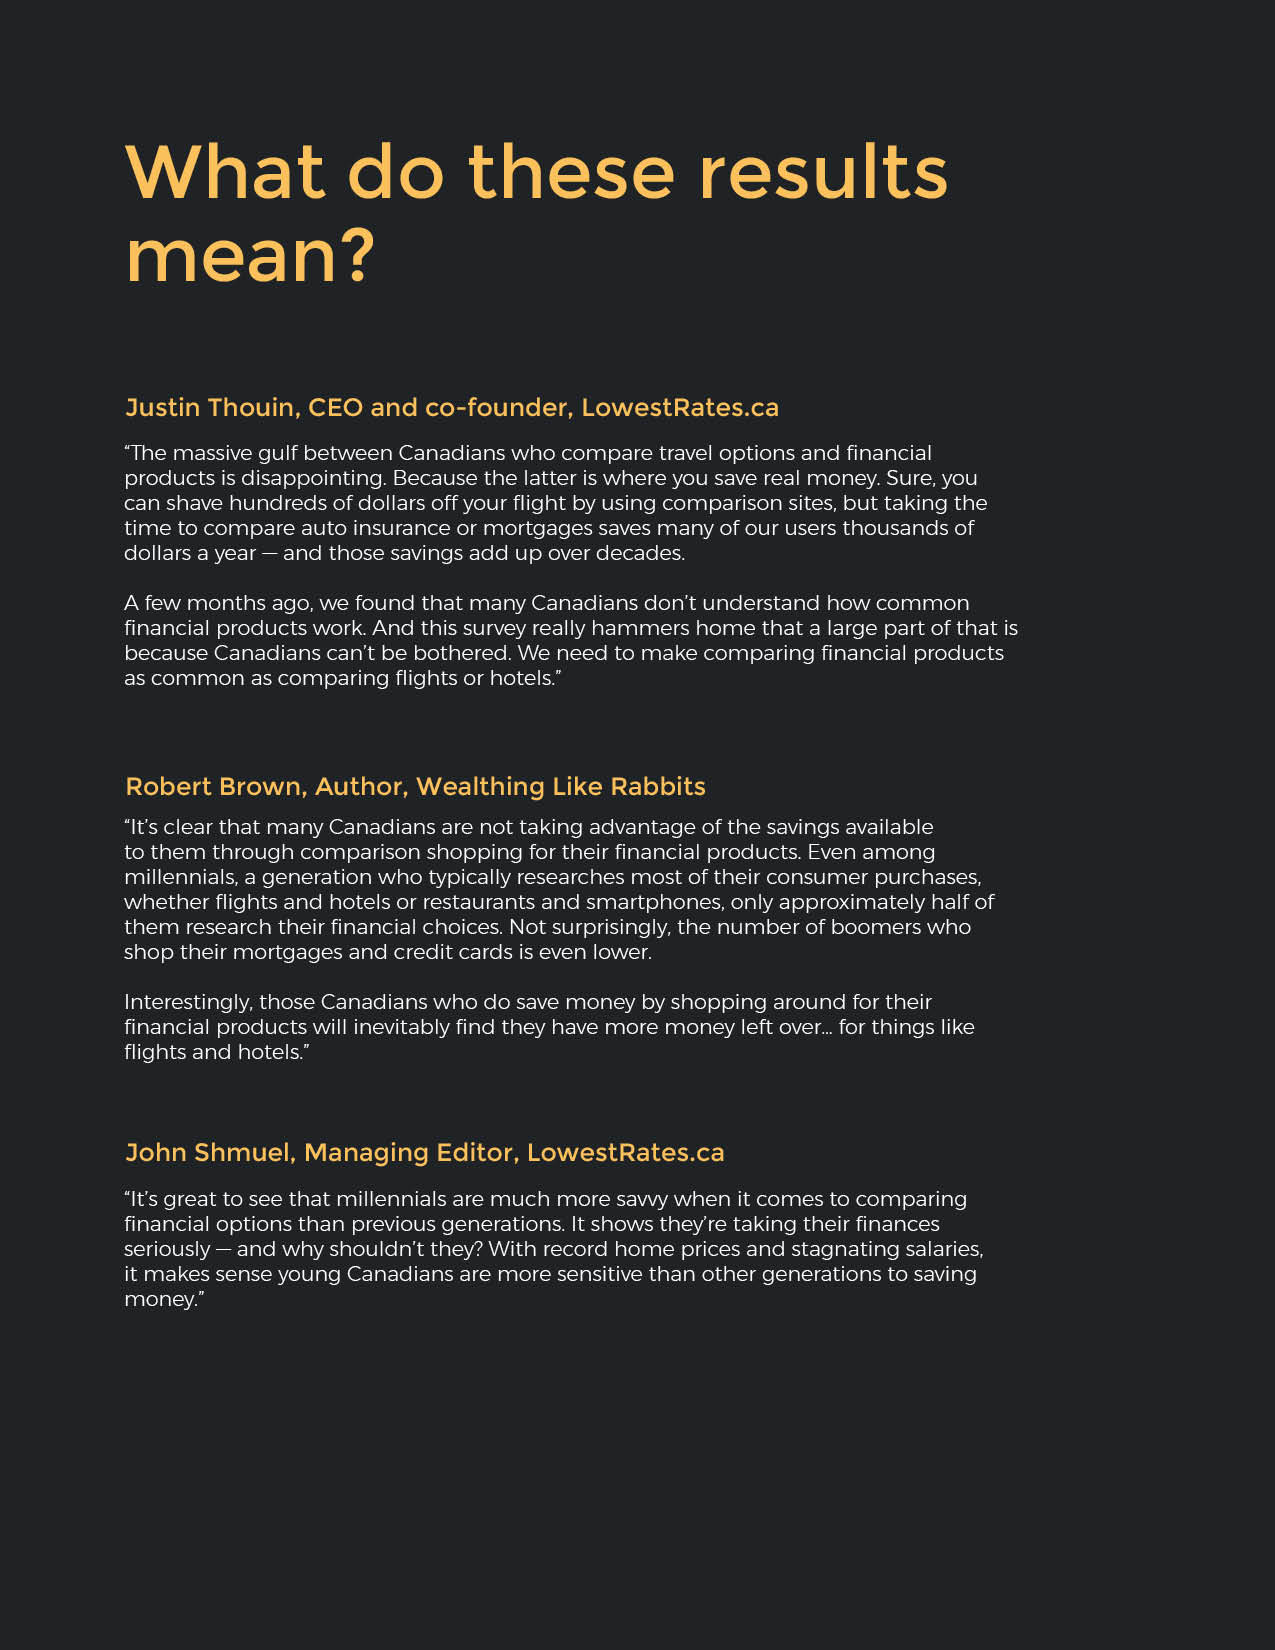 What do these results
mean?
Justin Thouin, CEO and co-founder, LowestRates.ca
“The massive gulf between Canadians who compare travel options and financial
products is disappointing. Because the latter is where you save real money. Sure, you
can shave hundreds of dollars off your flight by using comparison sites, but taking the
time to compare auto insurance or mortgages saves many of our users thousands of
dollars a year — and those savings add up over decades.
A few months ago, we found that many Canadians don’t understand how common
financial products work. And this survey really hammers home that a large part of that is
because Canadians can’t be bothered. We need to make comparing financial products
as common as comparing flights or hotels.”
Robert Brown, Author, Wealthing Like Rabbits
“It’s clear that many Canadians are not taking advantage of the savings available
to them through comparison shopping for their financial products. Even among
millennials, a generation who typically researches most of their consumer purchases,
whether flights and hotels or restaurants and smartphones, only approximately half of
them research their financial choices. Not surprisingly, the number of boomers who
shop their mortgages and credit cards is even lower.
Interestingly, those Canadians who do save money by shopping around for their
financial products will inevitably find they have more money left over… for things like
flights and hotels.”
John Shmuel, Managing Editor, LowestRates.ca
“It’s great to see that millennials are much more savvy when it comes to comparing
financial options than previous generations. It shows they’re taking their finances
seriously — and why shouldn’t they? With record home prices and stagnating salaries,
it makes sense young Canadians are more sensitive than other generations to saving
money.”